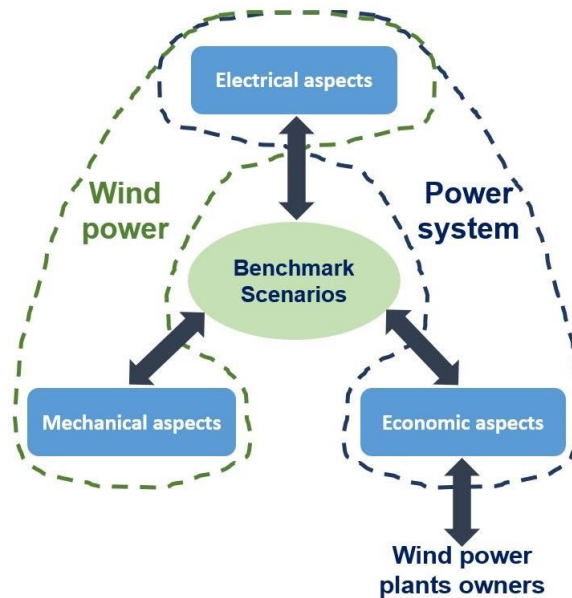 Electrical aspects
Wind
power
Power
system
Benchmark
Scenarios
Mechanical aspects
Economic aspects
Wind power
plants owners